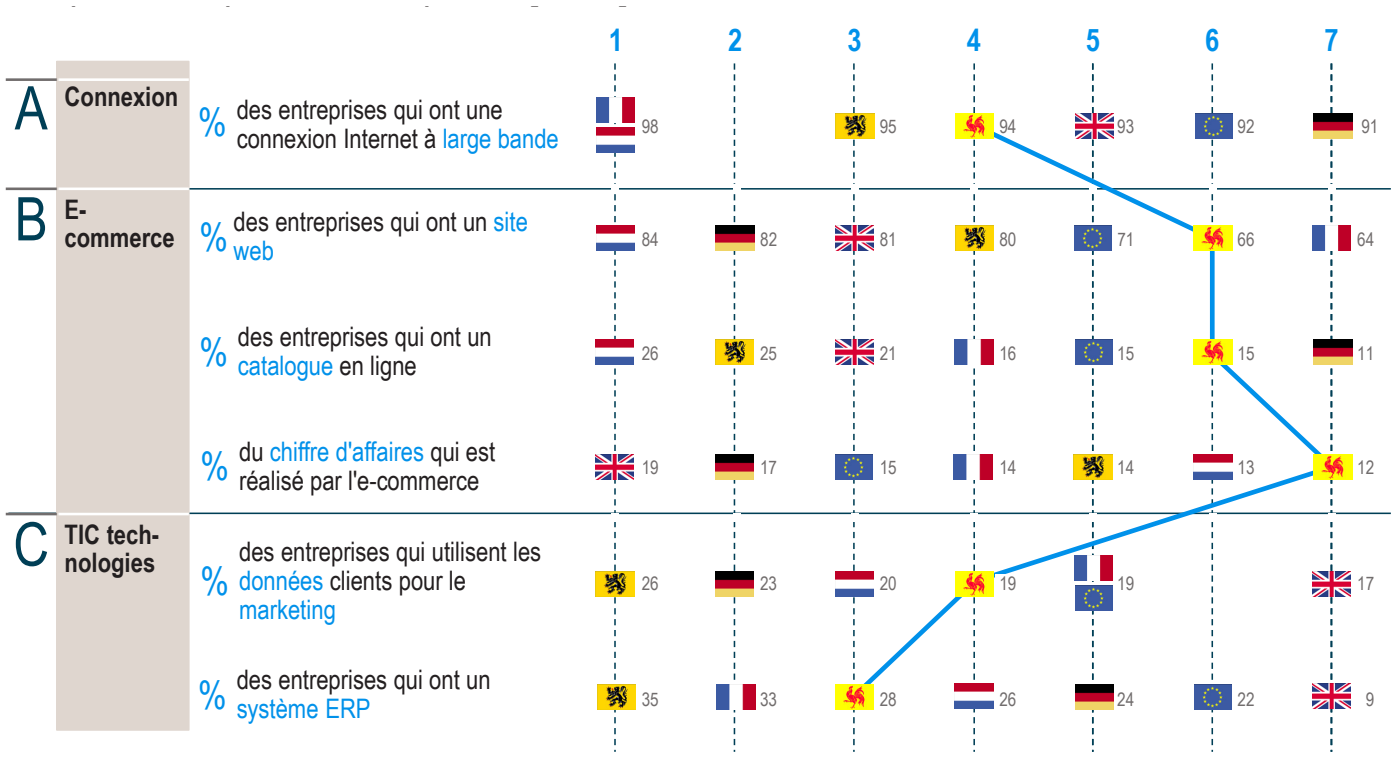 1 2 3 4 5 6 7
A Connexion % des entreprises qui ont une
connexion Internet à large bande
98 95 94 93 92 91
B E-
commerce
% des entreprises qui ont un site
web
84 82 81 80 71 66 64
% des entreprises qui ont un
catalogue en ligne
26 25 21 16 15 15 11
% du chiffre d'affaires qui est
réalisé par l'e-commerce
19 17 15 14 14 13 12
C TIC tech-
nologies
% des entreprises qui utilisent les
données clients pour le
marketing
26 23 20 19 19 17
% des entreprises qui ont un
système ERP
35 33 28 26 24 22 9